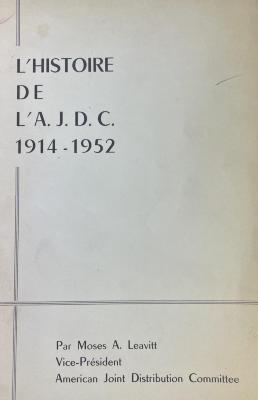 L'HISTOIRE
DE
L'A. J. D. C.
1914 - 1952
Par Moses A. Leavitt
Vice-Président
American Joint Distribution Committee